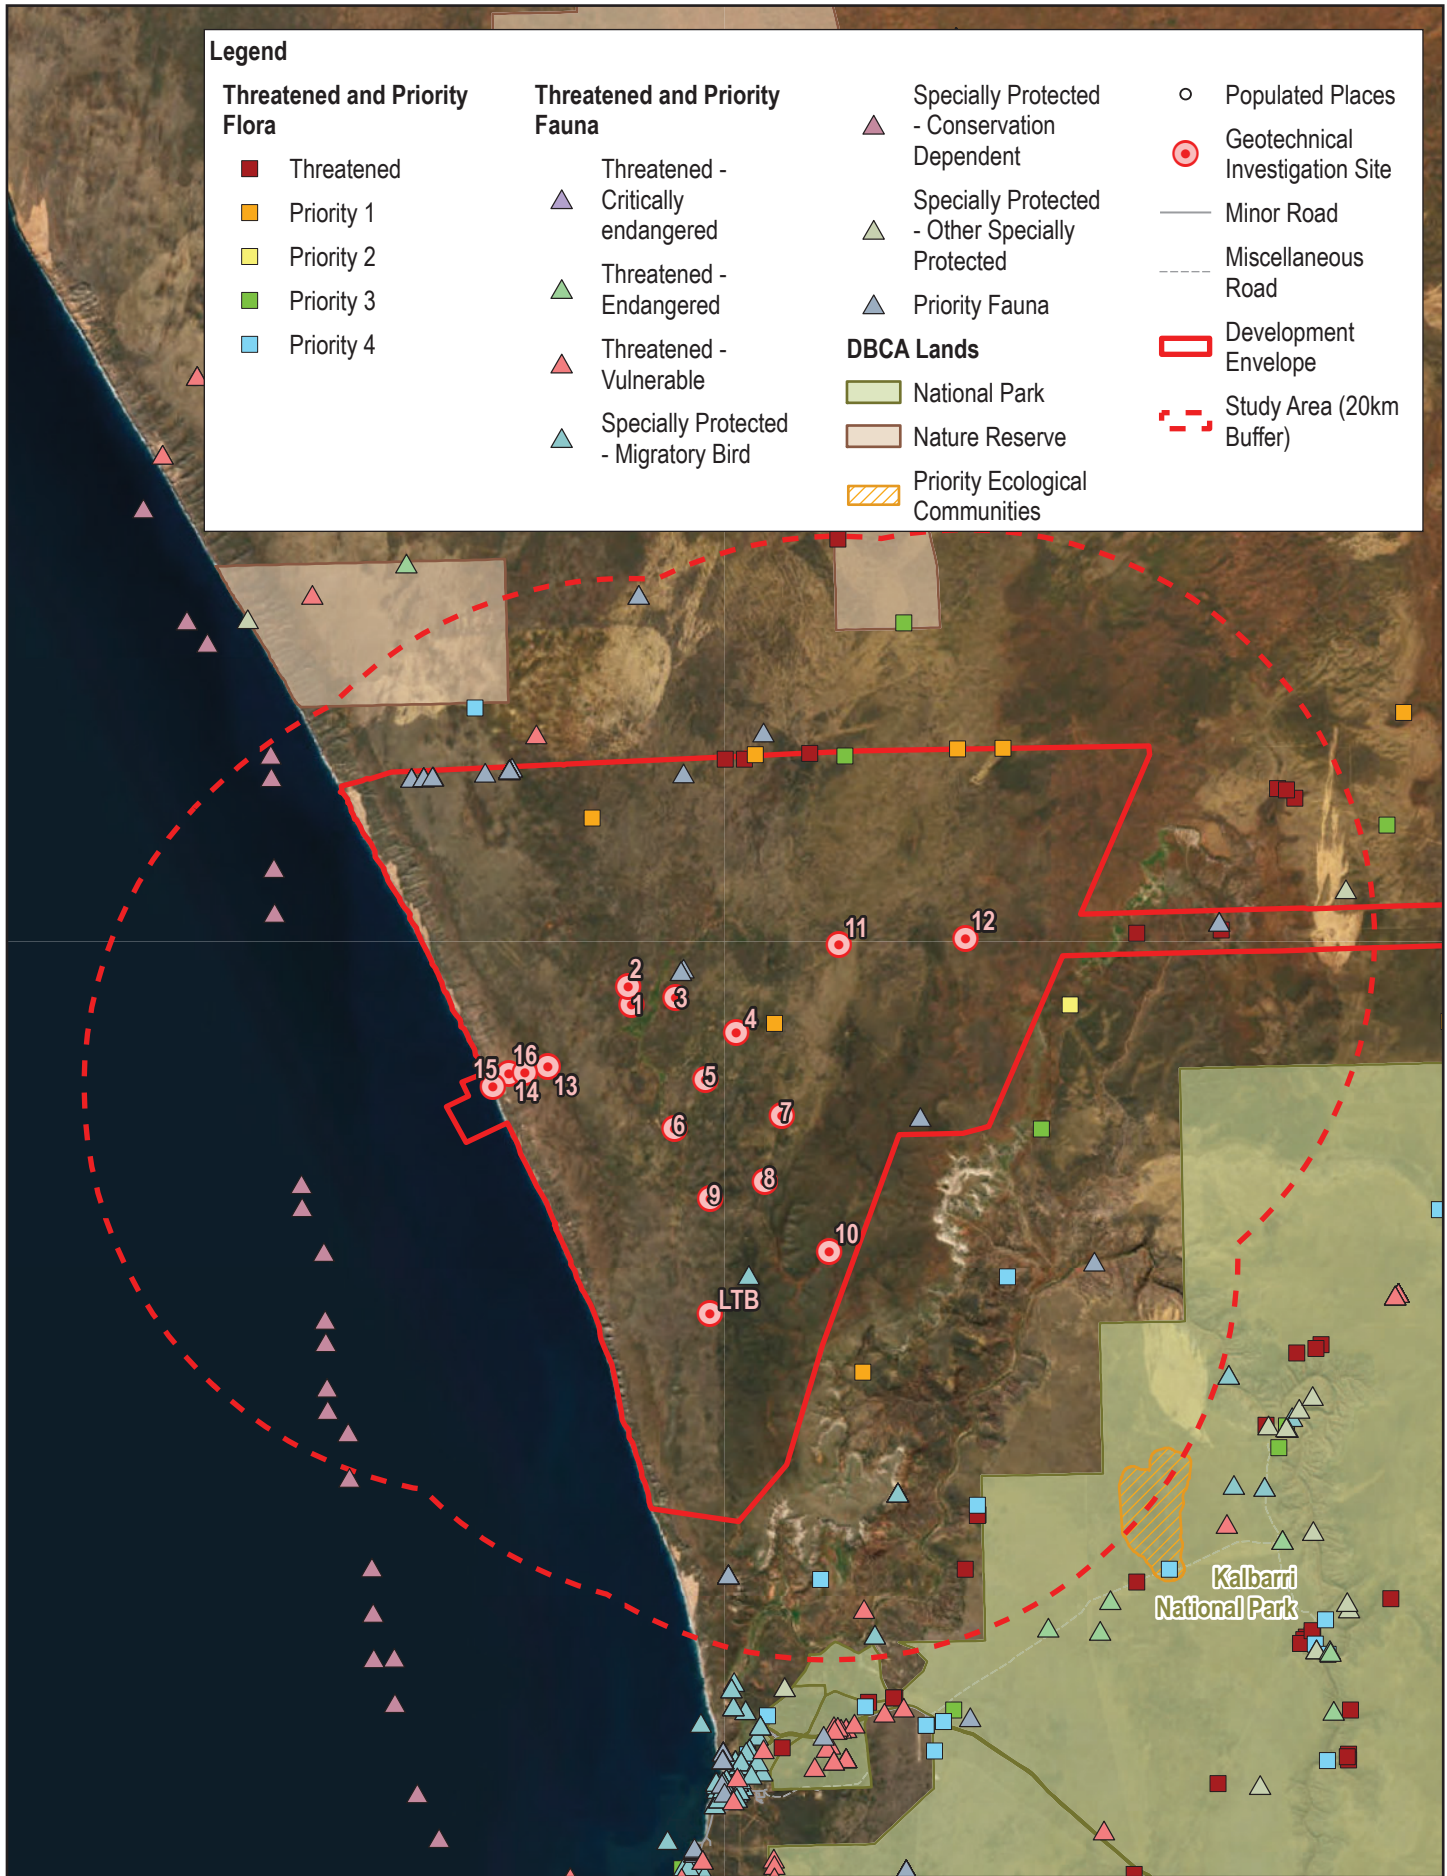 Legend
Threatened and Priority
Flora
Threatened
Priority 1
Priority 2
Priority 3
Priority 4
Threatened and Priority
Fauna
Threatened -
Critically
endangered
Threatened -
Endangered
Threatened -
Vulnerable
Specially Protected
- Migratory Bird
Specially Protected
- Conservation
Dependent
Specially Protected
- Other Specially
Protected
Priority Fauna
DBCA Lands
National Park
Nature Reserve
Priority Ecological
Communities
Populated Places
Geotechnical
Investigation Site
Minor Road
Miscellaneous
Road
Development
Envelope
Study Area (20km
Buffer)
11
12
2
1
3
4
16
15
14
13
5
7
6
8
9
10
LTB
Kalbarri
National Park